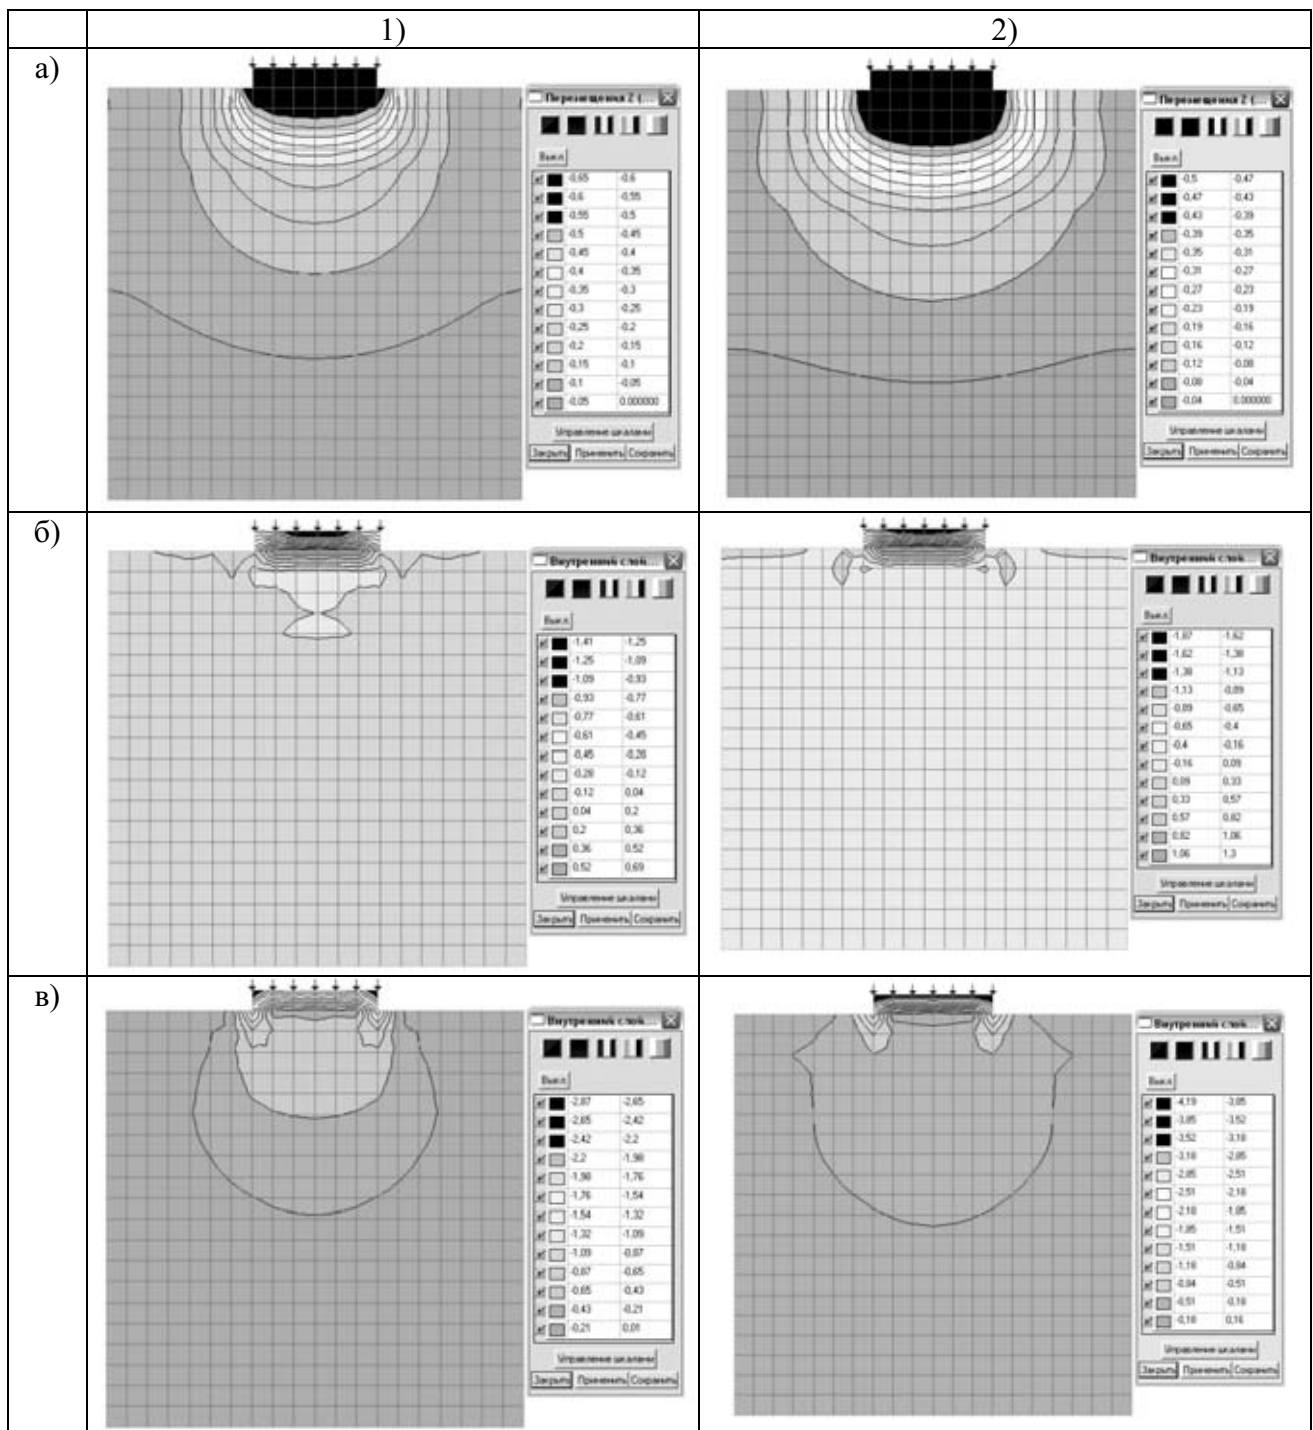 1) 2)
а)
Перемещения Z (...
Выкл
-0,65 -0,6
-0,6 -0,55
-0,55 -0,5
-0,5 -0,45
-0,45 -0,4
-0,4 -0,35
-0,35 -0,3
-0,3 -0,25
-0,25 -0,2
-0,2 -0,15
-0,15 -0,1
-0,1 -0,05
-0,05 0.000000
Управление шкалами
Закрыть Применить Сохранить
Перемещения Z (...
Выкл
-0,5 -0,47
-0,47 -0,43
-0,43 -0,39
-0,39 -0,35
-0,35 -0,31
-0,31 -0,27
-0,27 -0,23
-0,23 -0,19
-0,19 -0,16
-0,16 -0,12
-0,12 -0,08
-0,08 -0,04
-0,04 0.000000
Управление шкалами
Закрыть Применить Сохранить
б)
Внутренний слой...
Выкл
-1,41 -1,25
-1,25 -1,09
-1,09 -0,93
-0,93 -0,77
-0,77 -0,61
-0,61 -0,45
-0,45 -0,28
-0,28 -0,12
-0,12 0,04
0,04 0,2
0,2 0,36
0,36 0,52
0,52 0,69
Управление шкалами
Закрыть Применить Сохранить
Внутренний слой...
Выкл
-1,87 -1,62
-1,62 -1,38
-1,38 -1,13
-1,13 -0,89
-0,89 -0,65
-0,65 -0,4
-0,4 -0,16
-0,16 0,09
0,09 0,33
0,33 0,57
0,57 0,82
0,82 1,06
1,06 1,3
Управление шкалами
Закрыть Применить Сохранить
в)
Внутренний слой...
Выкл
-2,87 -2,65
-2,65 -2,42
-2,42 -2,2
-2,2 -1,98
-1,98 -1,76
-1,76 -1,54
-1,54 -1,32
-1,32 -1,09
-1,09 -0,87
-0,87 -0,65
-0,65 -0,43
-0,43 -0,21
-0,21 0,01
Управление шкалами
Закрыть Применить Сохранить
Внутренний слой...
Выкл
-4,19 -3,85
-3,85 -3,52
-3,52 -3,18
-3,18 -2,85
-2,85 -2,51
-2,51 -2,18
-2,18 -1,85
-1,85 -1,51
-1,51 -1,18
-1,18 -0,84
-0,84 -0,51
-0,51 -0,18
-0,18 0,16
Управление шкалами
Закрыть Применить Сохранить